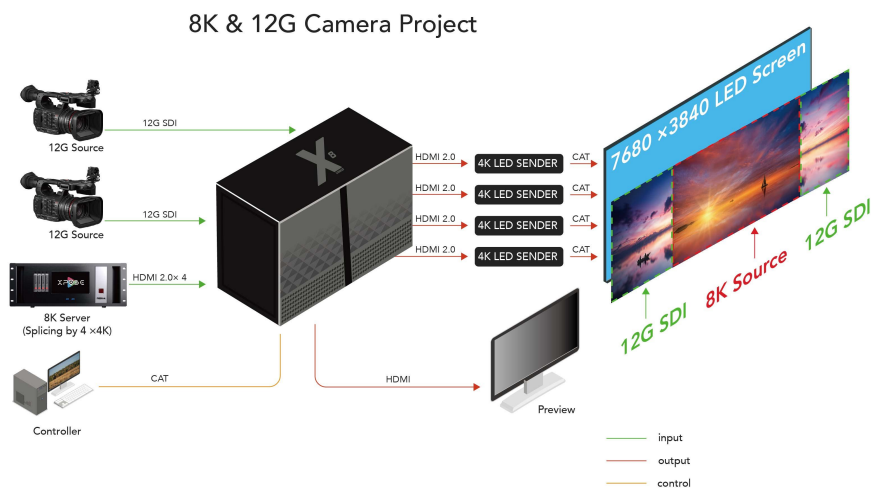 8K & 12G Camera Project
12G SDI
12G Source
12G SDI
12G Source
HDMI 2.0× 4
8K Server
(Splicing by 4 ×4K)
CAT
Controller
X
HDMI 2.0
4K LED SENDER
CAT
HDMI 2.0
4K LED SENDER
CAT
HDMI 2.0
4K LED SENDER
CAT
HDMI 2.0
4K LED SENDER
CAT
7680 ×3840 LED Screen
12G SDI
8K Source
12G SDI
HDMI
Preview
input
output
control